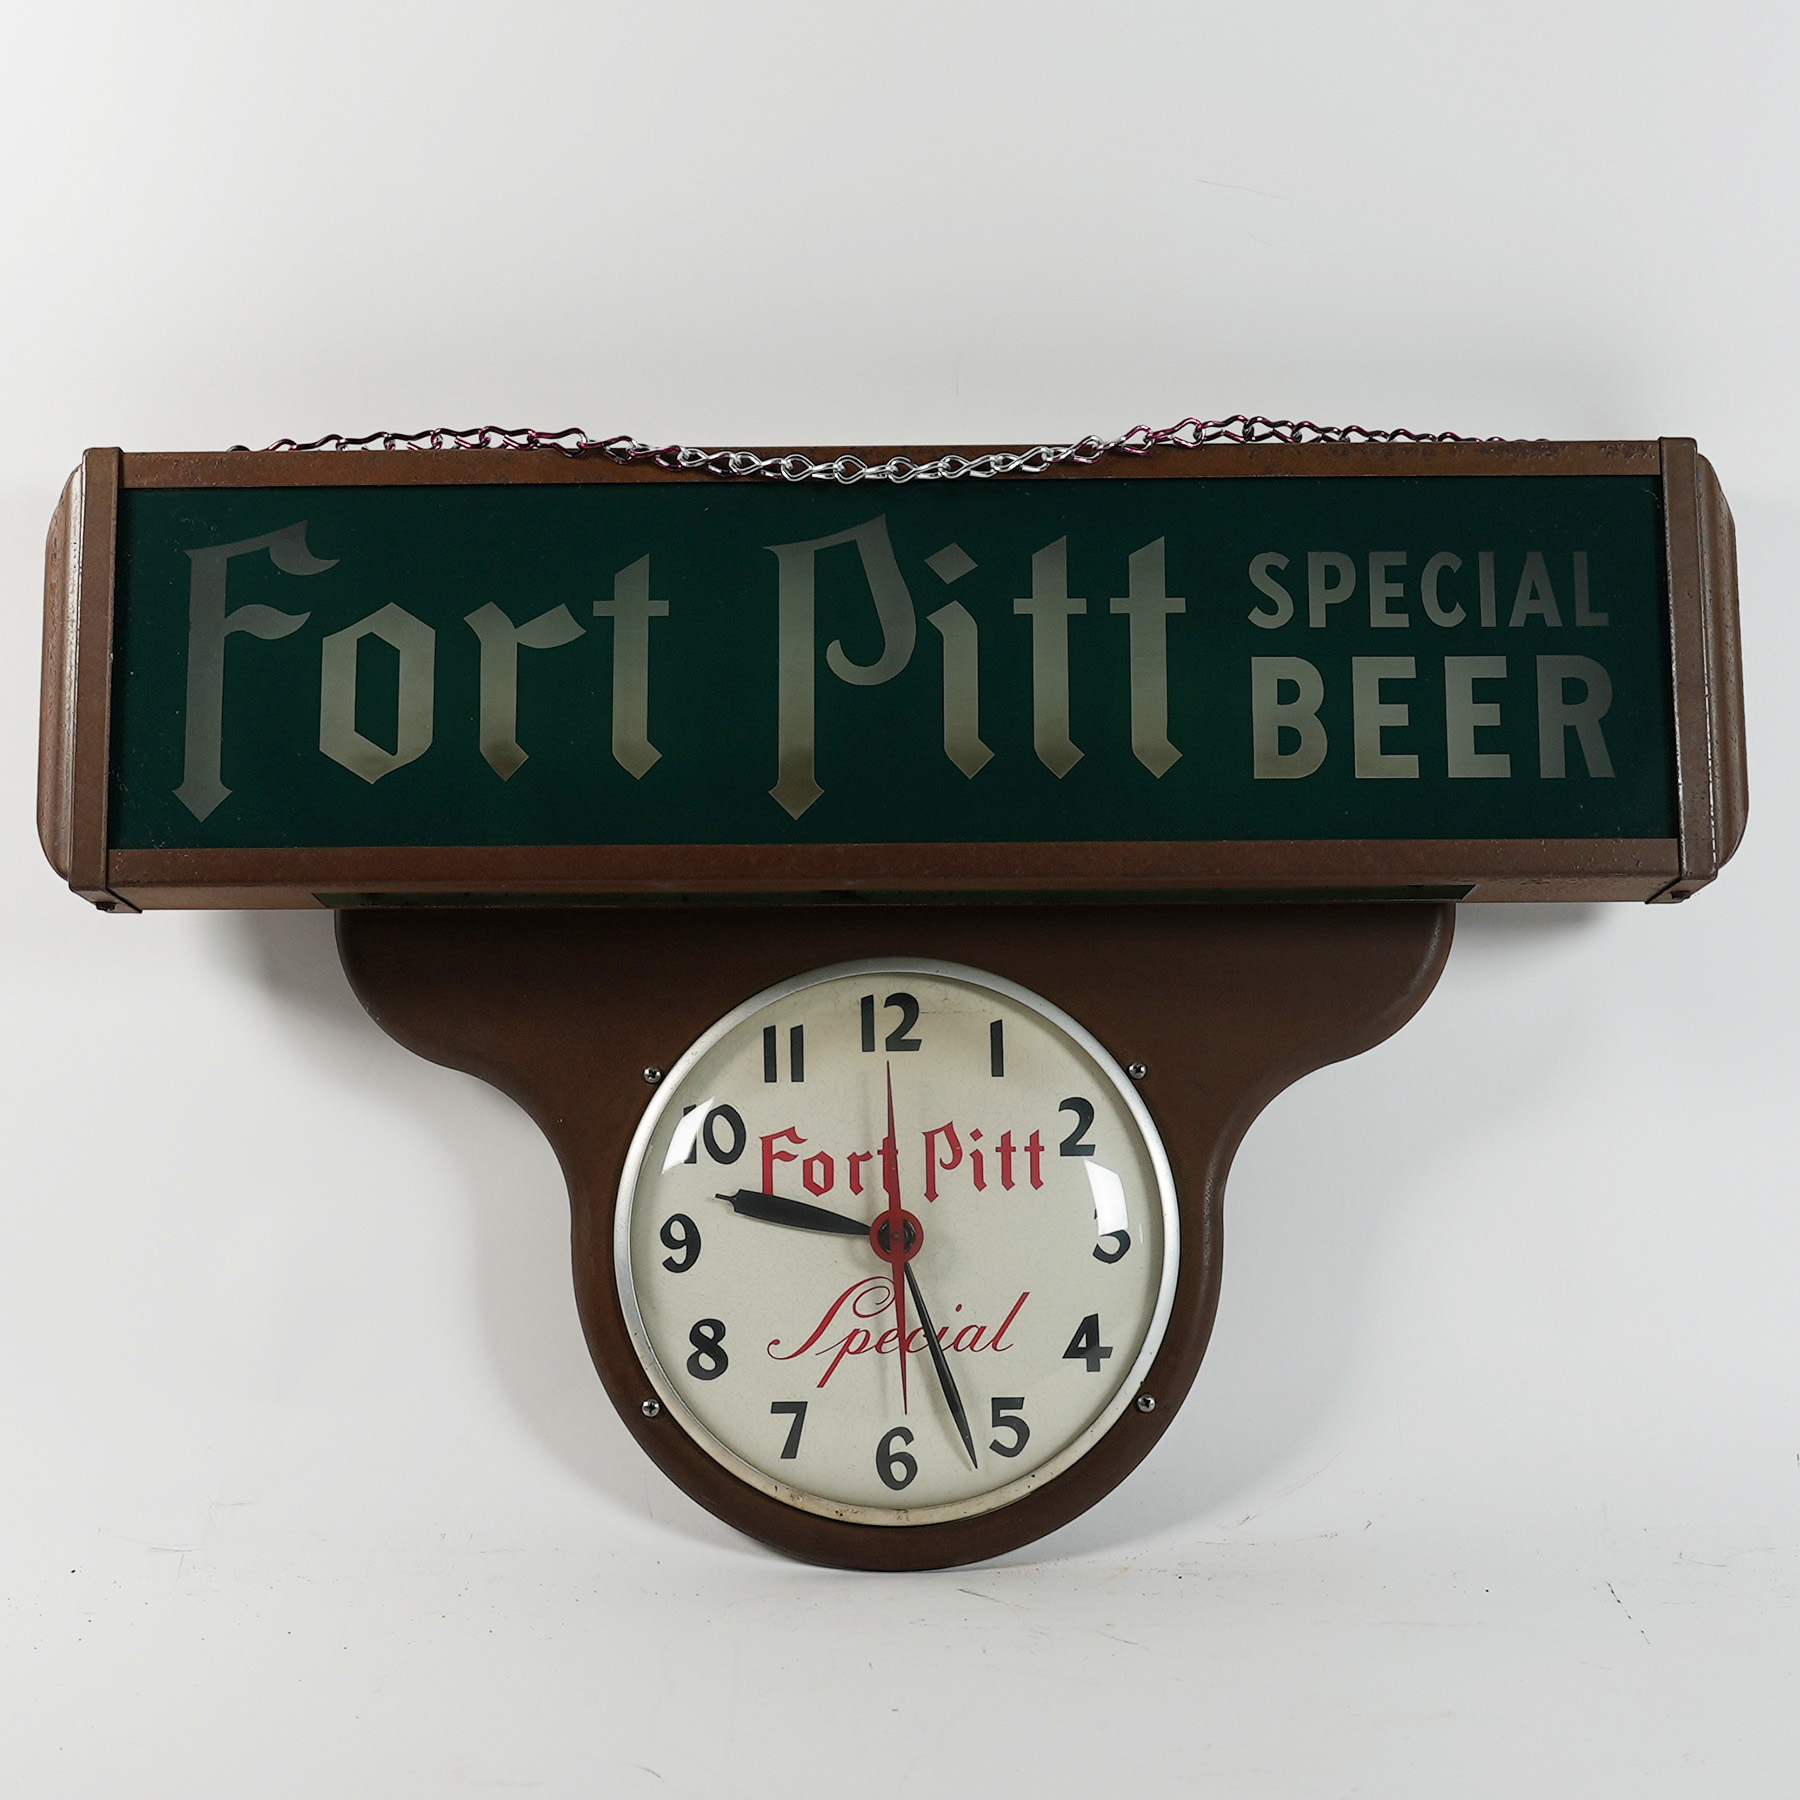 Fort Pitt SPECIAL
BEER
12
11 1
10 2
Fort Pitt
9 3
Special
8 4
7 5
6